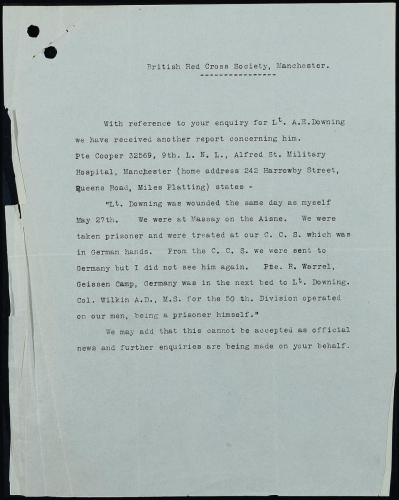 British Red Cross Society, Manchester.
With reference to your enquiry for Lt. A.E.Downing
we have received another report concerning him.
Pte Cooper 32569, 9th. L. N. L., Alfred St. Military
Hospital, Manchester (home address 242 Harrowby Street,
Queens Road, Miles Platting) states -
"Lt. Downing was wounded the same day as myself
May 27th. We were at Massay on the Aisne. We were
taken prisoner and were treated at our C. C. S. which was
in German hands. From the C. C. S. we were sent to
Germany but I did not see him again. Pte. R. Worrel,
Geissen Camp, Germany was in the next bed to Lt. Downing.
Col. Wilkin A.D., M.S. for the 50 th. Division operated
on our men, being a prisoner himself."
We may add that this cannot be accepted as official
news and further enquiries are being made on your behalf.